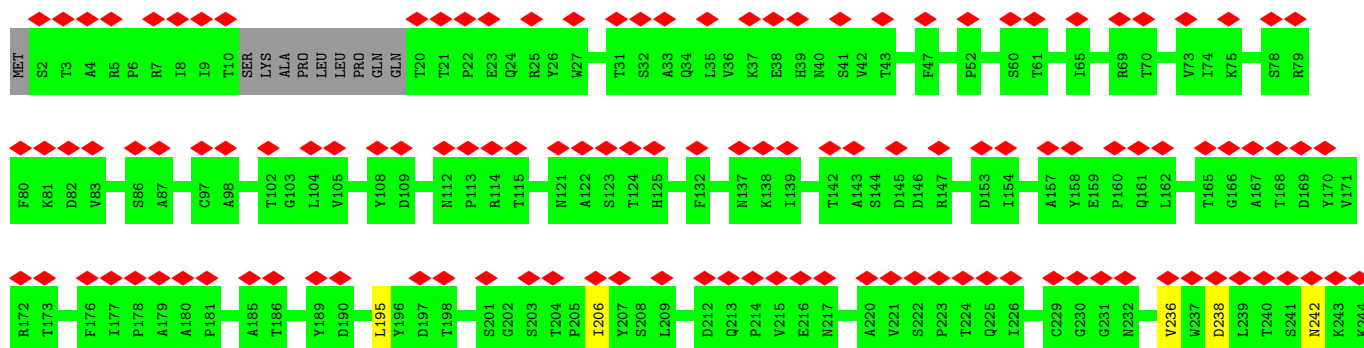 MET S2 T3 A4 R5 P6 R7 I8 I9 T10 SER LYS ALA PRO LEU LEU PRO GLN GLN T20 T21 P22 E23 Q24 R25 Y26 W27 T31 S32 A33 Q34 L35 V36 K37 E38 H39 N40 S41 V42 T43 F47 P52 S60 T61 I65 R69 T70 V73 I74 K75 S78 R79
F80 K81 D82 V83 S86 A87 C97 A98 T102 G103 L104 V105 Y108 D109 N112 P113 R114 T115 N121 A122 S123 T124 H125 F132 N137 K138 I139 T142 A143 S144 D145 D146 R147 D153 I154 A157 Y158 E159 P160 Q161 L162 T165 G166 A167 T168 D169 Y170 V171
R172 T173 F176 I177 P178 A179 A180 P181 A185 T186 Y189 D190 L195 Y196 D197 T198 S201 G202 S203 T204 P205 I206 Y207 S208 L209 D212 Q213 P214 V215 E216 N217 A220 V221 S222 P223 T224 Q225 I226 C229 G230 G231 N232 V236 W237 D238 L239 T240 S241 N242 K243 K244